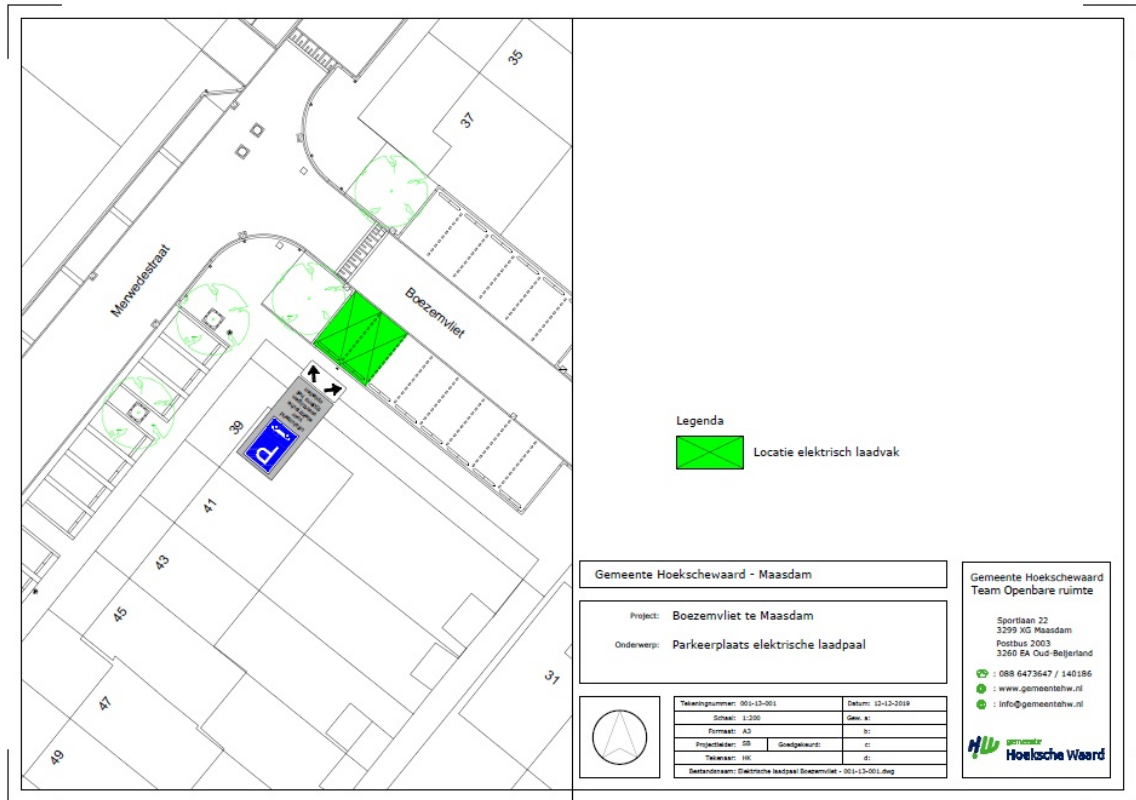 35
37
Merwedestraat
Boezemvliet
39
P
41
43
45
47
49
31
Legenda
Locatie elektrisch laadvak
Gemeente Hoekschewaard - Maasdam
Project: Boezemvliet te Maasdam
Onderwerp: Parkeerplaats elektrische laadpaal
Tekeningnummer: 001-13-001 Datum: 12-12-2019
Schaal: 1:200 Gew. a:
Formaat: A3 b:
Projectleider: SB Goedgekeurd: c:
Tekenaar: HK d:
Bestandsnaam: Elektrische laadpaal Boezemvliet - 001-13-001.dwg
Gemeente Hoekschewaard
Team Openbare ruimte
Sportlaan 22
3299 XG Maasdam
Postbus 2003
3260 EA Oud-Beijerland
: 088 6473647 / 140186
: www.gemeentehw.nl
: info@gemeentehw.nl
gemeente
Hoeksche Waard